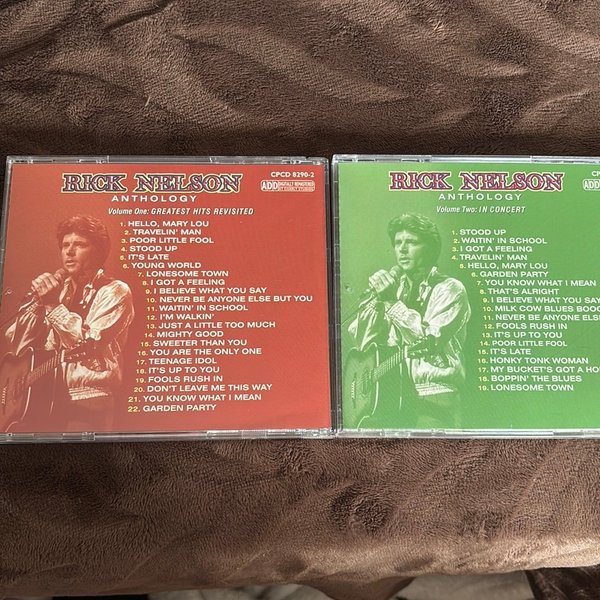 RICK NELSON
ANTHOLOGY
CPCD 8290-2
ADD DIGITALLY REMASTERED
Volume One: GREATEST HITS REVISITED
1. HELLO, MARY LOU
2. TRAVELIN' MAN
3. POOR LITTLE FOOL
4. STOOD UP
5. IT'S LATE
6. YOUNG WORLD
7. LONESOME TOWN
8. I GOT A FEELING
9. I BELIEVE WHAT YOU SAY
10. NEVER BE ANYONE ELSE BUT YOU
11. WAITIN' IN SCHOOL
12. I'M WALKIN'
13. JUST A LITTLE TOO MUCH
14. MIGHTY GOOD
15. SWEETER THAN YOU
16. YOU ARE THE ONLY ONE
17. TEENAGE IDOL
18. IT'S UP TO YOU
19. FOOLS RUSH IN
20. DON'T LEAVE ME THIS WAY
21. YOU KNOW WHAT I MEAN
22. GARDEN PARTY
RICK NELSON
ANTHOLOGY
CP
ADD DIGITALLY REMASTERED
Volume Two: IN CONCERT
1. STOOD UP
2. WAITIN' IN SCHOOL
3. I GOT A FEELING
4. TRAVELIN' MAN
5. HELLO, MARY LOU
6. GARDEN PARTY
7. YOU KNOW WHAT I MEAN
8. THAT'S ALRIGHT
9. I BELIEVE WHAT YOU SAY
10. MILK COW BLUES BOOG
11. NEVER BE ANYONE ELSE
12. FOOLS RUSH IN
13. IT'S UP TO YOU
14. POOR LITTLE FOOL
15. IT'S LATE
16. HONKY TONK WOMAN
17. MY BUCKET'S GOT A HO
18. BOPPIN' THE BLUES
19. LONESOME TOWN